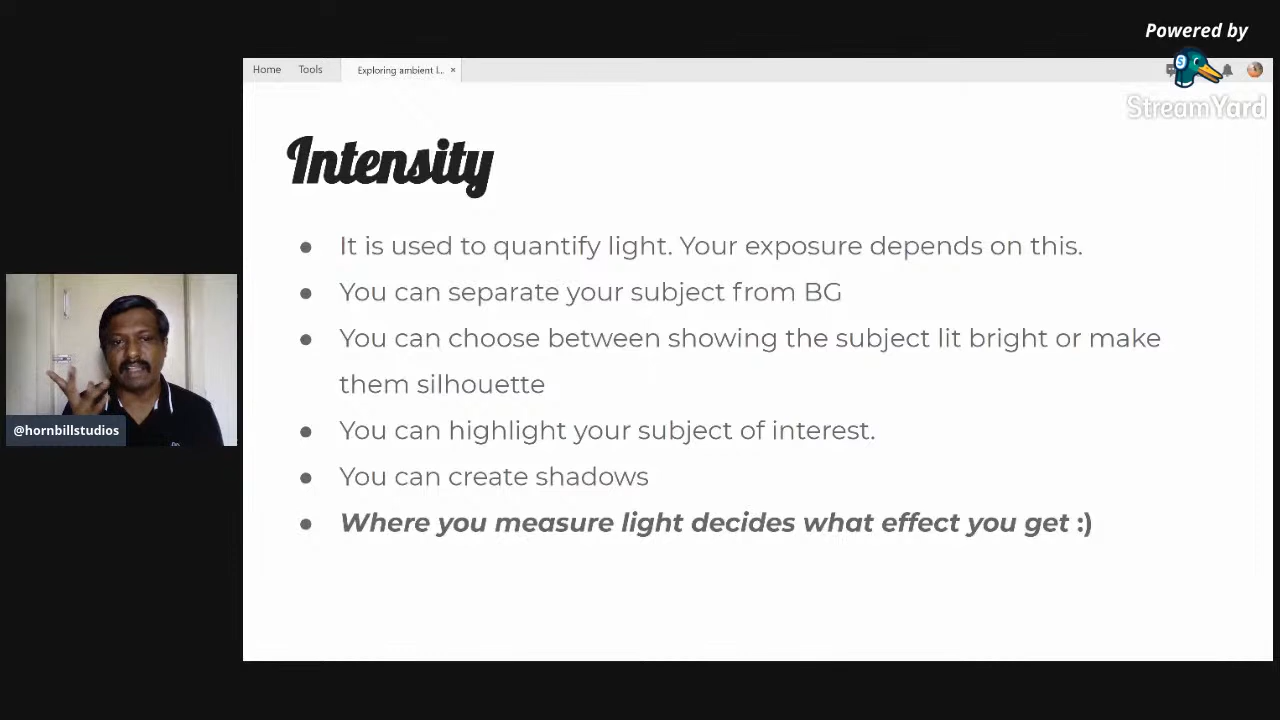 Powered by
StreamYard
Home Tools Exploring ambient l... ×
Intensity
● It is used to quantify light. Your exposure depends on this.
● You can separate your subject from BG
● You can choose between showing the subject lit bright or make
them silhouette
● You can highlight your subject of interest.
● You can create shadows
● Where you measure light decides what effect you get :)
@hornbillstudios